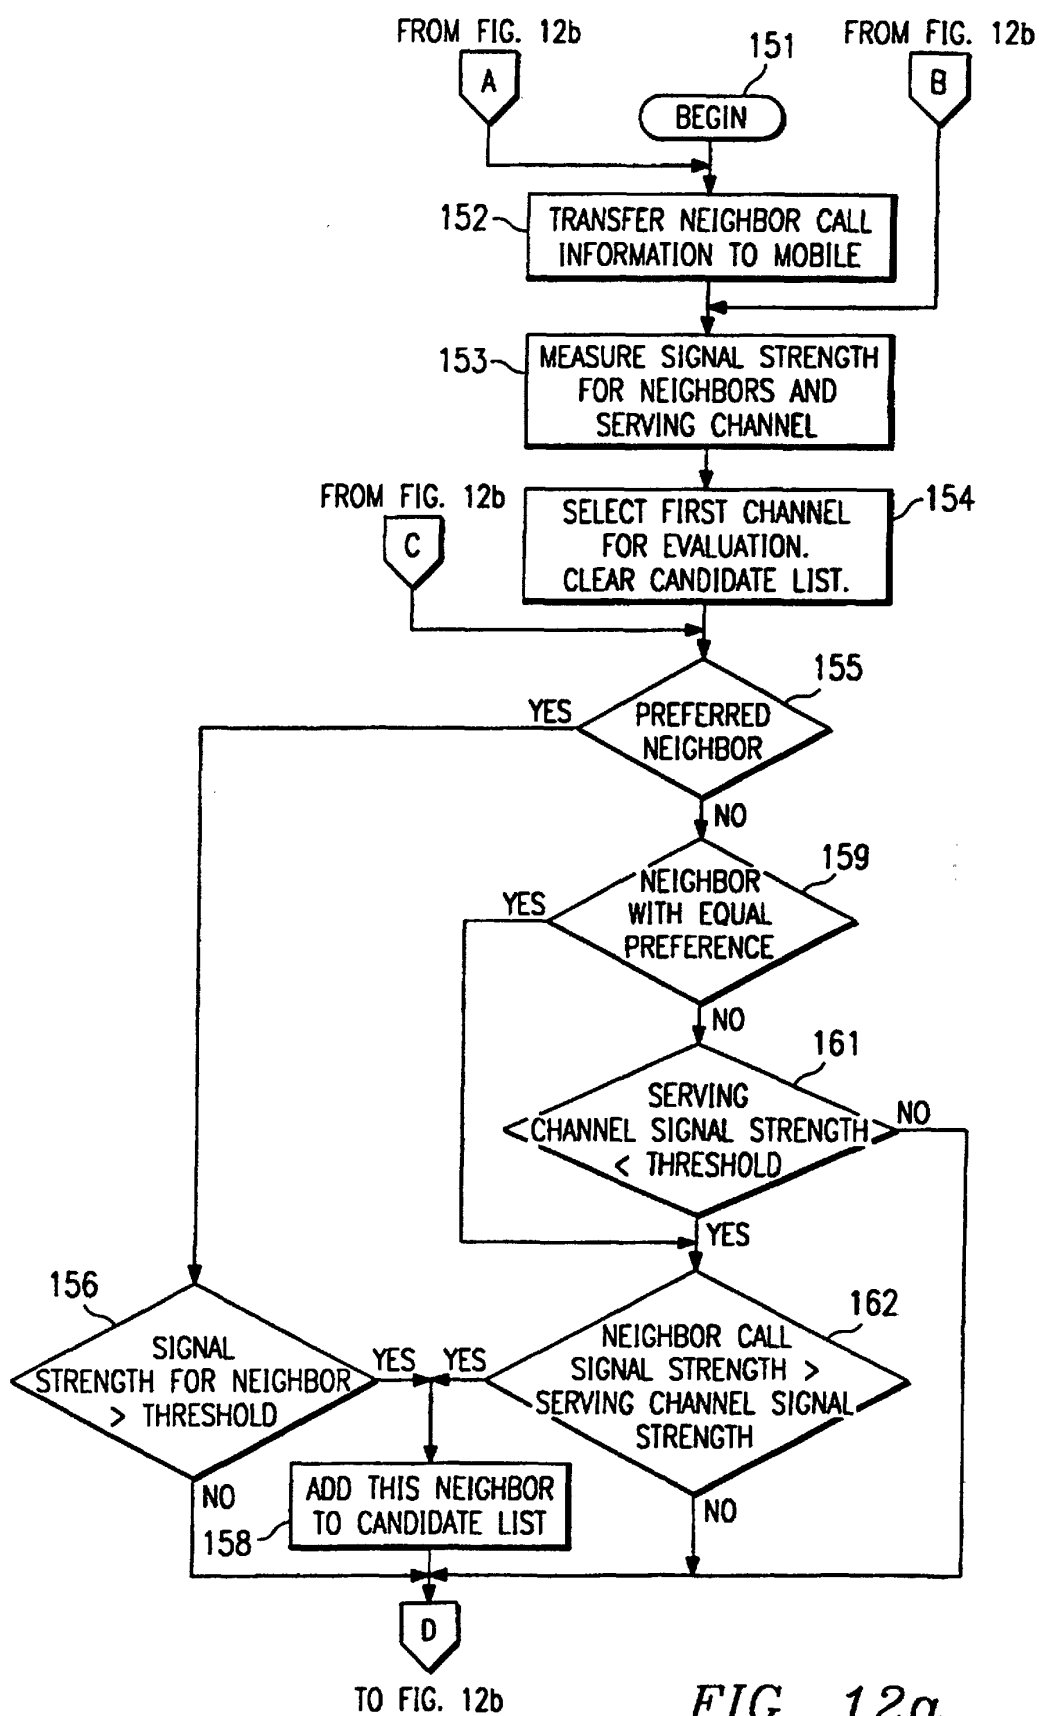 FROM FIG. 12b
FROM FIG. 12b
A
151
B
BEGIN
152
TRANSFER NEIGHBOR CALL
INFORMATION TO MOBILE
153
MEASURE SIGNAL STRENGTH
FOR NEIGHBORS AND
SERVING CHANNEL
FROM FIG. 12b
C
154
SELECT FIRST CHANNEL
FOR EVALUATION.
CLEAR CANDIDATE LIST.
155
YES
PREFERRED
NEIGHBOR
NO
159
YES
NEIGHBOR
WITH EQUAL
PREFERENCE
NO
161
SERVING
CHANNEL SIGNAL STRENGTH
< THRESHOLD
NO
YES
156
SIGNAL
STRENGTH FOR NEIGHBOR
> THRESHOLD
YES
YES
162
NEIGHBOR CALL
SIGNAL STRENGTH >
SERVING CHANNEL SIGNAL
STRENGTH
NO
158
ADD THIS NEIGHBOR
TO CANDIDATE LIST
NO
D
TO FIG. 12b
FIG. 12a